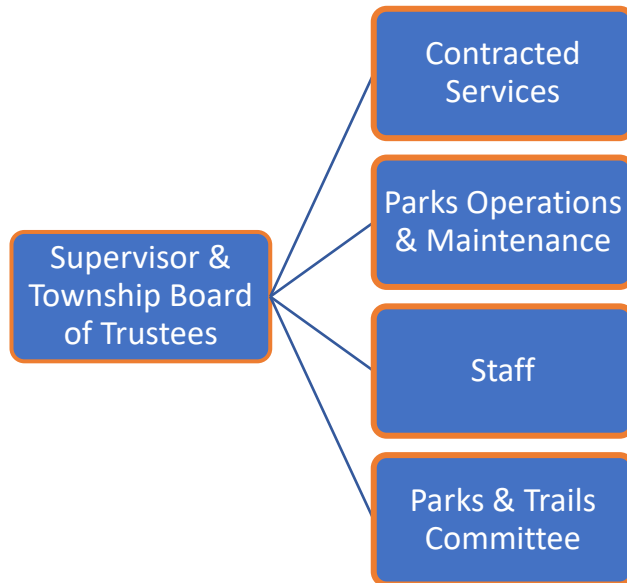 Contracted
Services
Parks Operations
& Maintenance
Supervisor &
Township Board
of Trustees
Staff
Parks & Trails
Committee